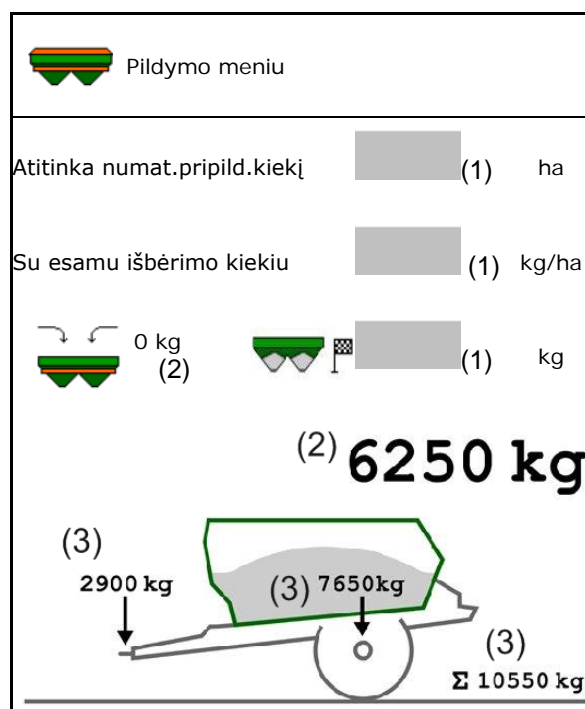 Pildymo meniu
Atitinka numat.pripild.kiekį (1) ha
Su esamu išbėrimo kiekiu (1) kg/ha
0 kg
(2)
(1) kg
(2) 6250 kg
(3)
2900 kg
(3) 7650kg
(3)
Σ 10550 kg